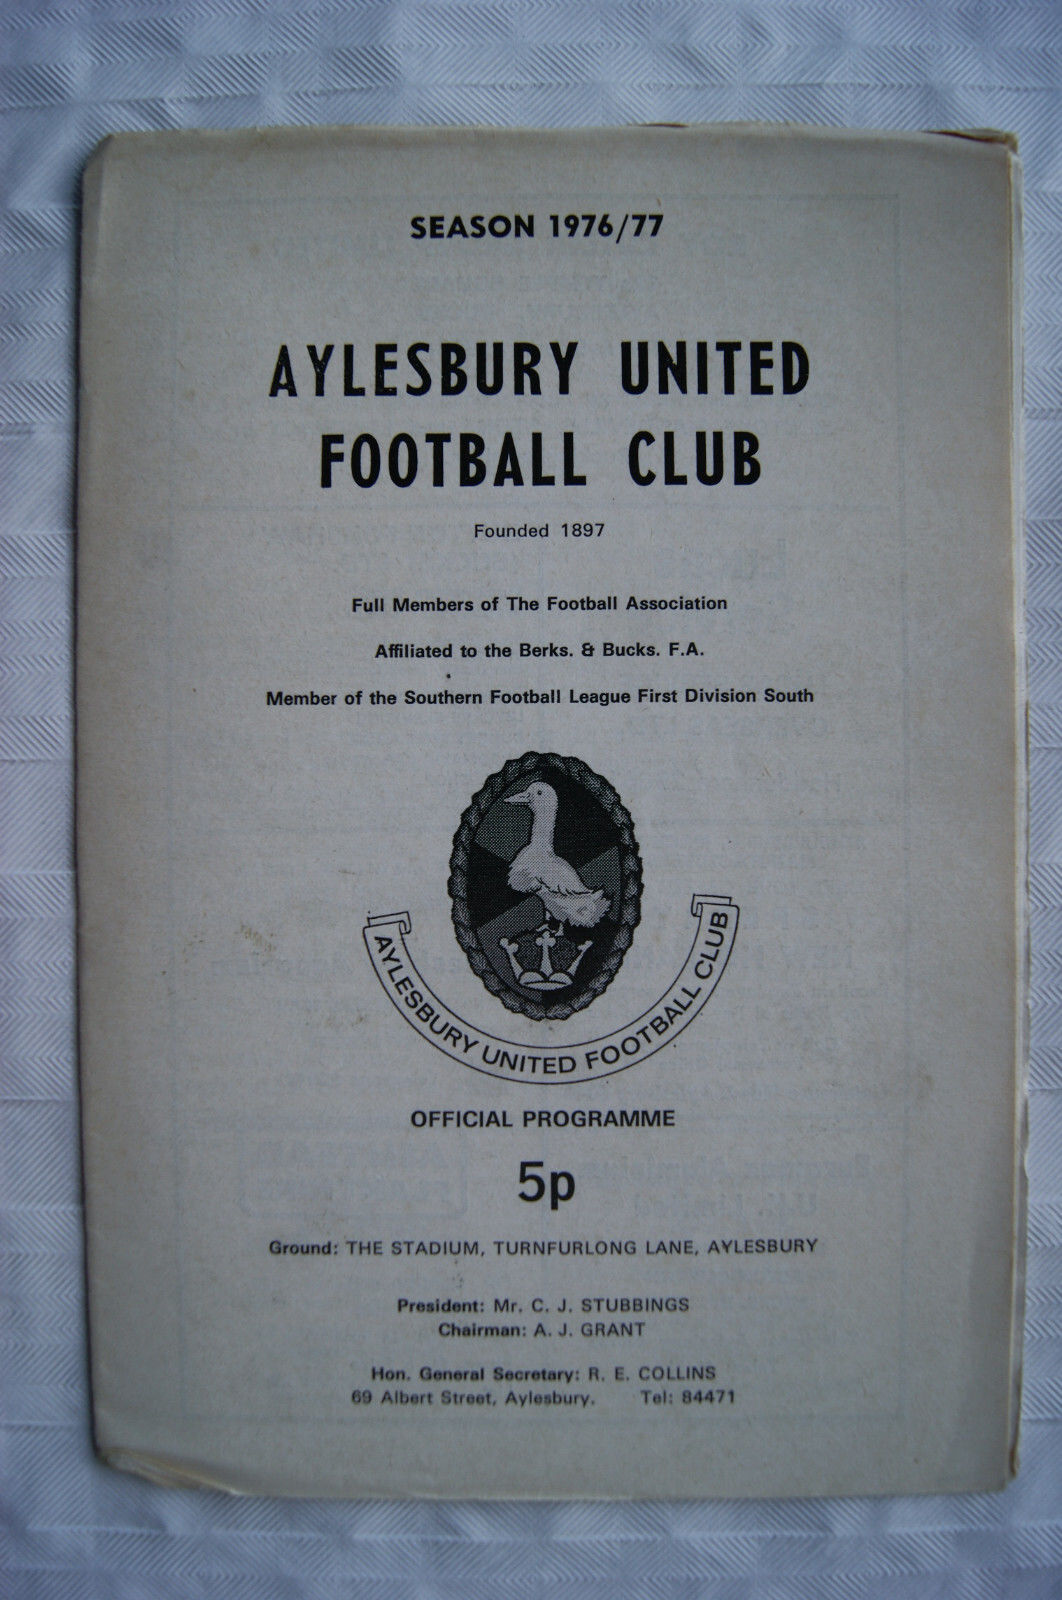 SEASON 1976/77
AYLESBURY UNITED
FOOTBALL CLUB
Founded 1897
Full Members of The Football Association
Affiliated to the Berks. & Bucks. F.A.
Member of the Southern Football League First Division South
AYLESBURY UNITED FOOTBALL CLUB
OFFICIAL PROGRAMME
5p
Ground: THE STADIUM, TURNFURLONG LANE, AYLESBURY
President: Mr. C. J. STUBBINGS
Chairman: A. J. GRANT
Hon. General Secretary: R. E. COLLINS
69 Albert Street, Aylesbury. Tel: 84471